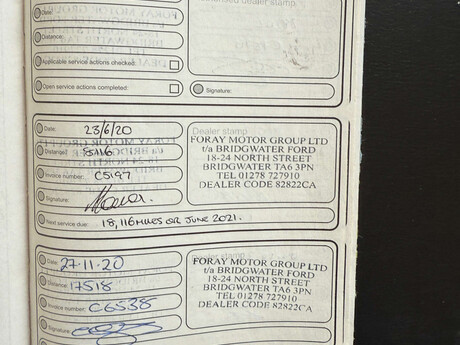 Dealer stamp
Date:
Distance:
Applicable service actions checked:
Open service actions completed:
Signature:
Date: 23/6/20
Distance:
Invoice number: C5197
Signature:
Next service due: 18,116 MILES OR JUNE 2021.
Dealer stamp
FORAY MOTOR GROUP LTD
t/a BRIDGWATER FORD
18-24 NORTH STREET
BRIDGWATER TA6 3PN
TEL 01278 727910
DEALER CODE 82822CA
Date: 27-11-20
Distance: 17518
Invoice number: C6538
Signature:
FORAY MOTOR GROUP LTD
t/a BRIDGWATER FORD
18-24 NORTH STREET
BRIDGWATER TA6 3PN
TEL 01278 727910
DEALER CODE 82822CA